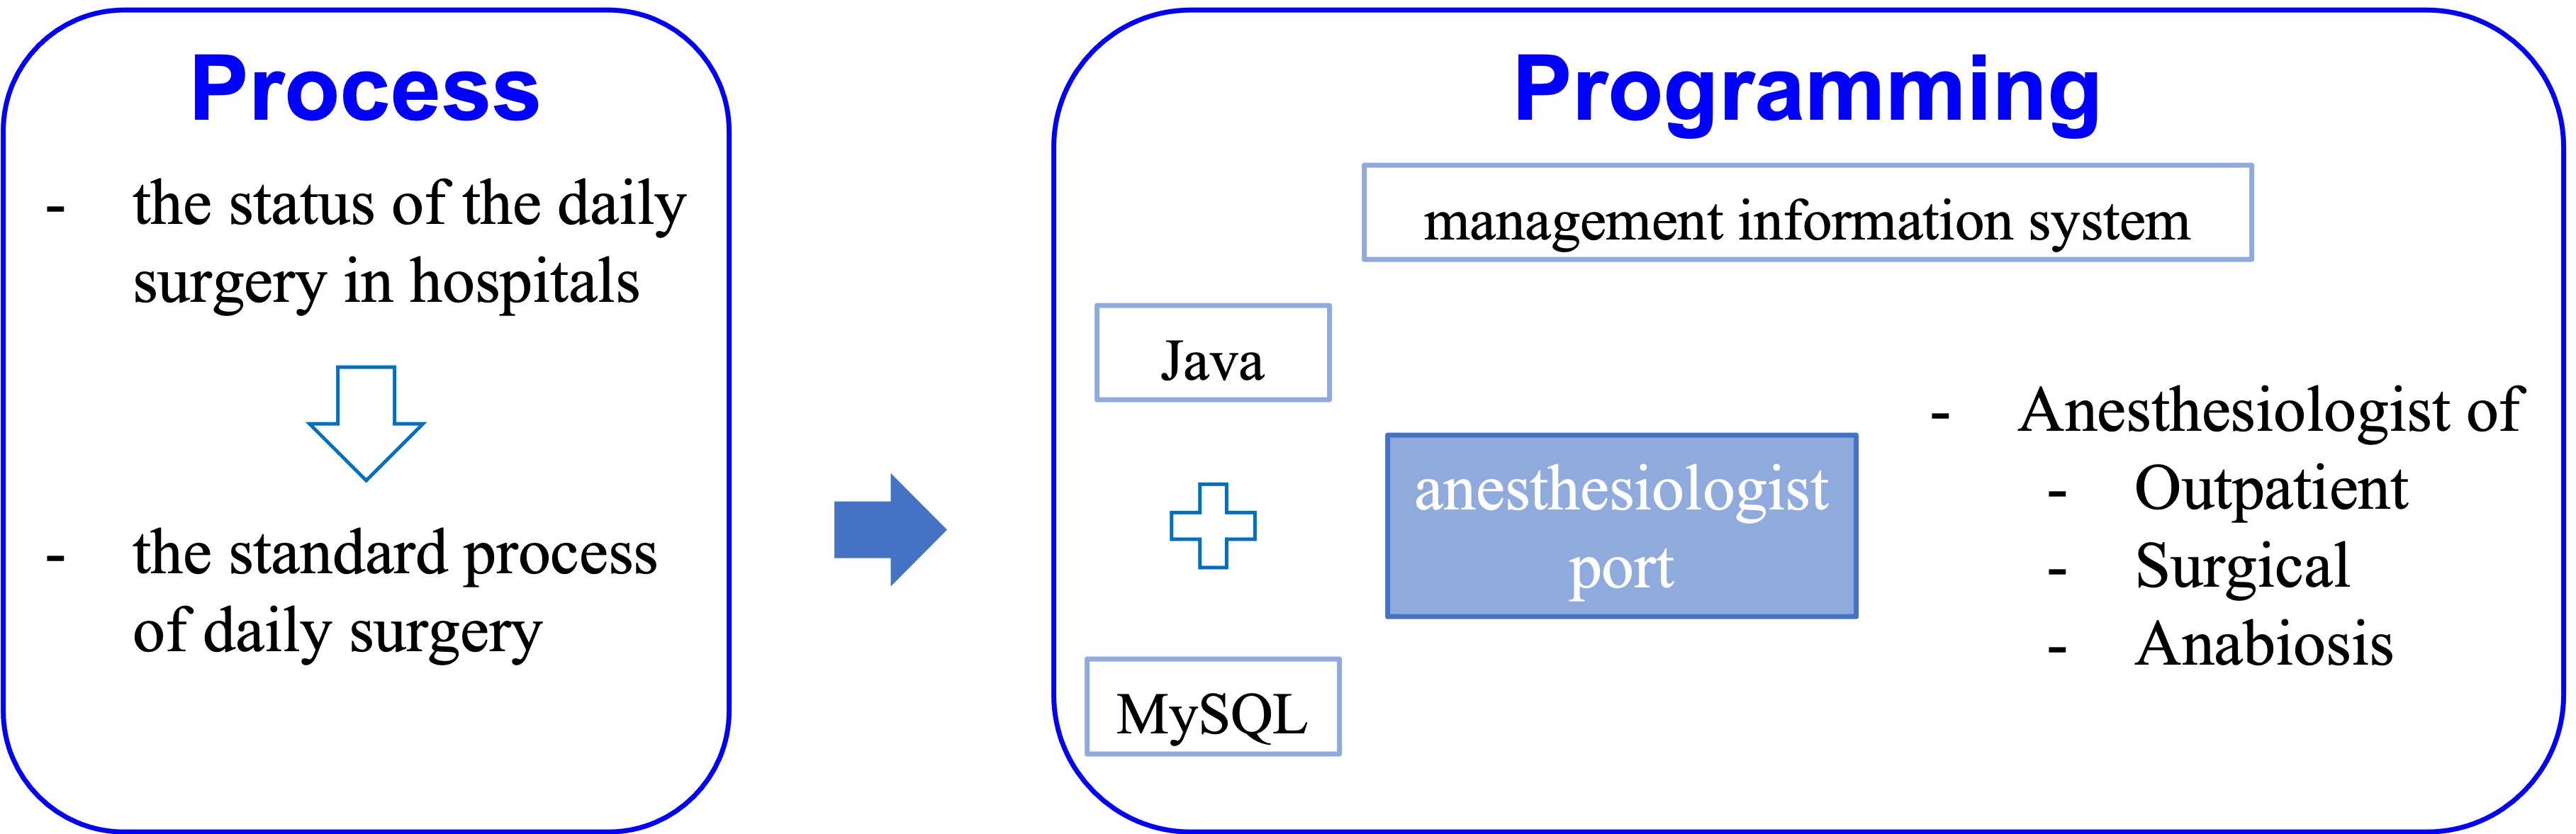 Process
- the status of the daily
surgery in hospitals
- the standard process
of daily surgery
Programming
management information system
Java
MySQL
anesthesiologist
port
- Anesthesiologist of
- Outpatient
- Surgical
- Anabiosis